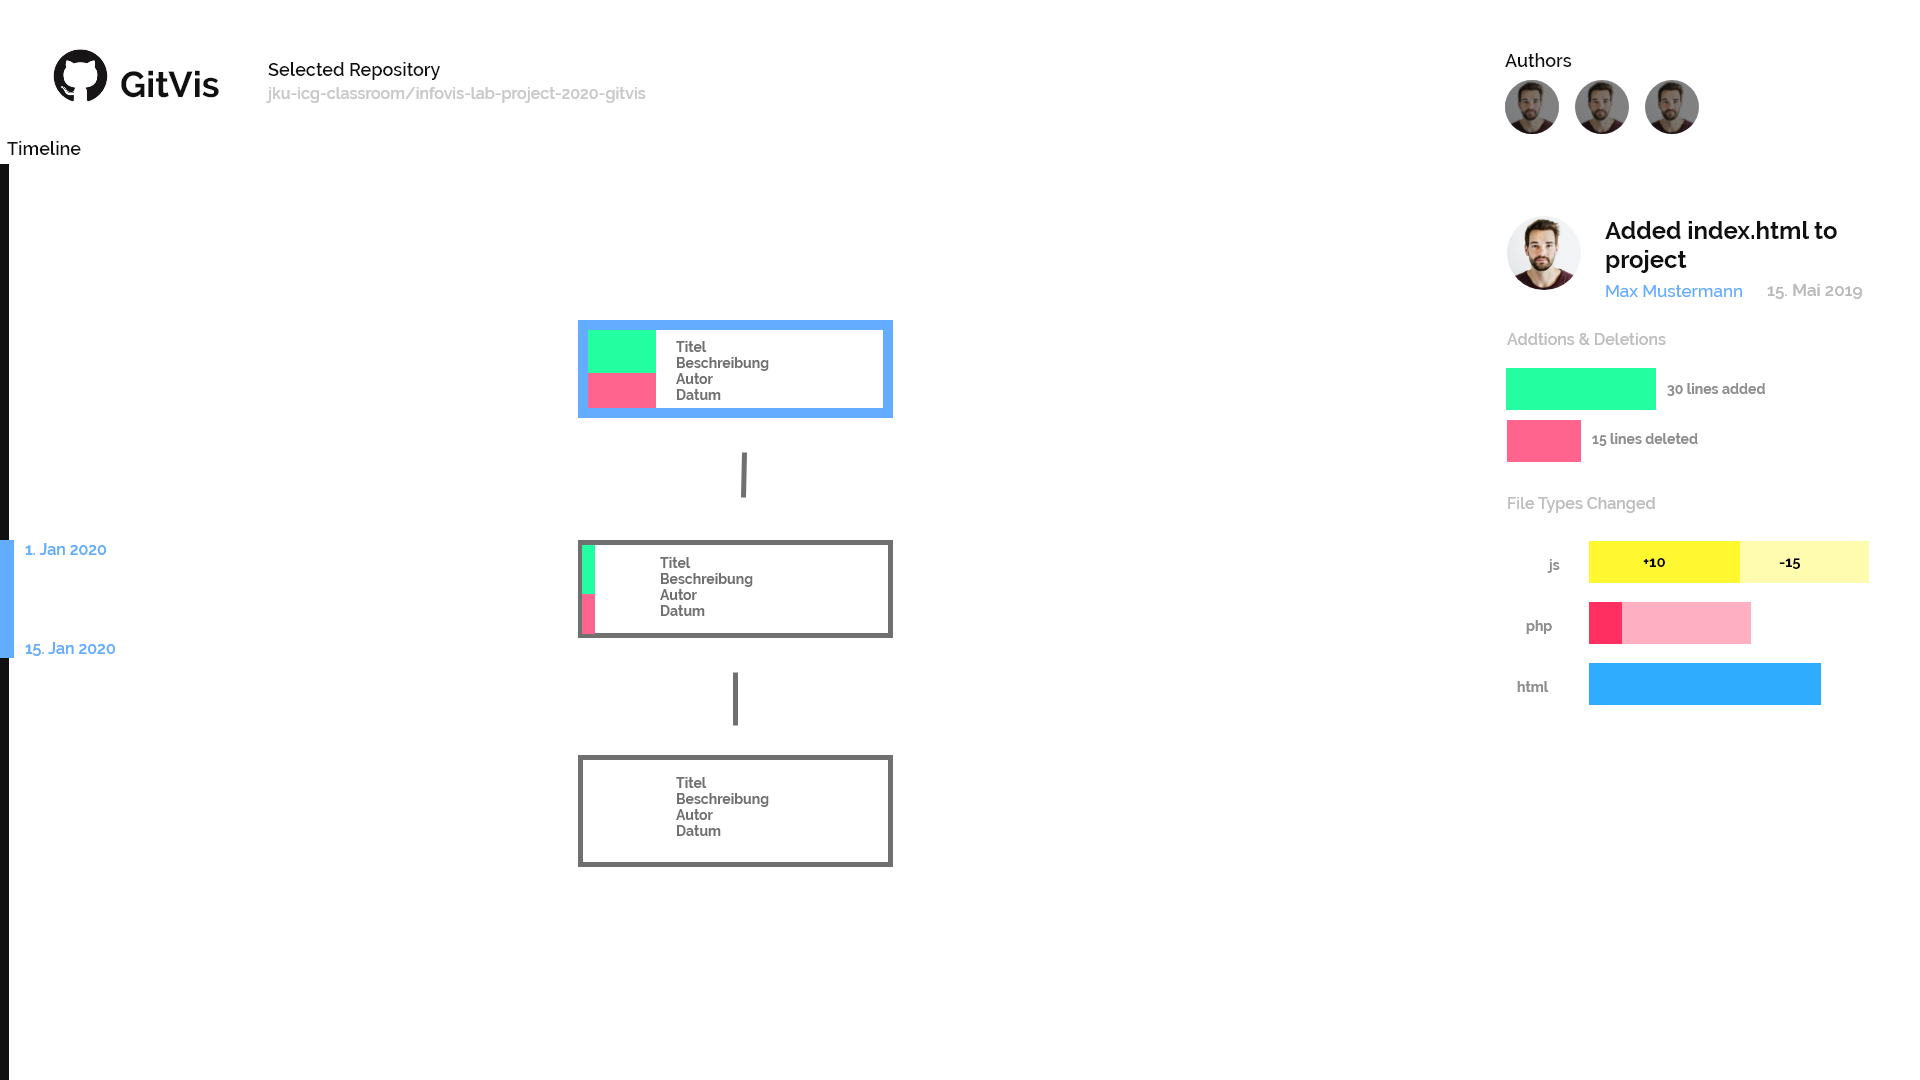 GitVis
Selected Repository
jku-icg-classroom/infovis-lab-project-2020-gitvis
Authors
Timeline
Added index.html to
project
Max Mustermann 15. Mai 2019
Addtions & Deletions
30 lines added
15 lines deleted
File Types Changed
js +10 -15
php
html
Titel
Beschreibung
Autor
Datum
Titel
Beschreibung
Autor
Datum
Titel
Beschreibung
Autor
Datum
1. Jan 2020
15. Jan 2020